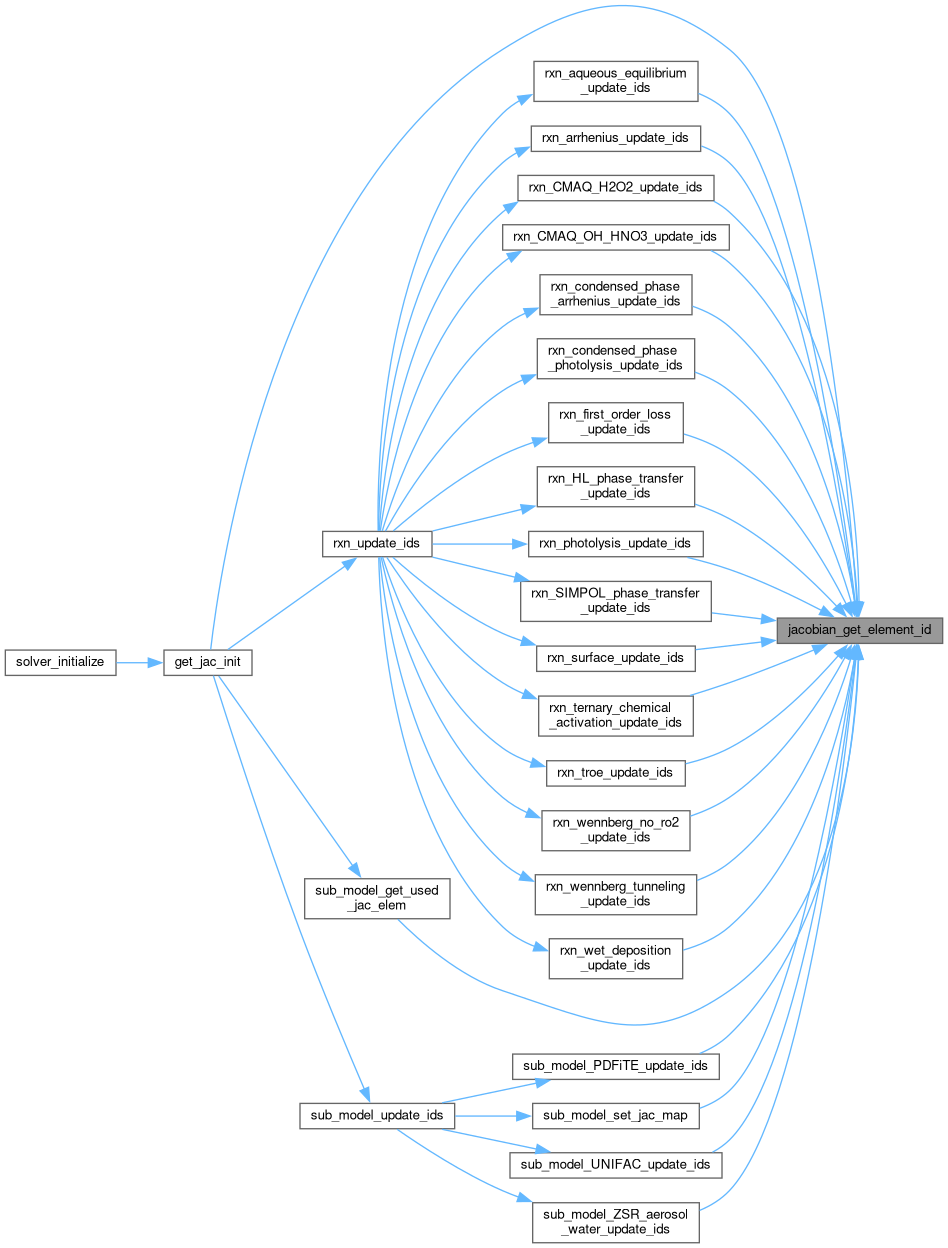 rxn_aqueous_equilibrium
_update_ids
rxn_arrhenius_update_ids
rxn_CMAQ_H2O2_update_ids
rxn_CMAQ_OH_HNO3_update_ids
rxn_condensed_phase
_arrhenius_update_ids
rxn_condensed_phase
_photolysis_update_ids
rxn_first_order_loss
_update_ids
rxn_HL_phase_transfer
_update_ids
rxn_update_ids
rxn_photolysis_update_ids
rxn_SIMPOL_phase_transfer
_update_ids
jacobian_get_element_id
solver_initialize
get_jac_init
rxn_surface_update_ids
rxn_ternary_chemical
_activation_update_ids
rxn_troe_update_ids
rxn_wennberg_no_ro2
_update_ids
sub_model_get_used
_jac_elem
rxn_wennberg_tunneling
_update_ids
rxn_wet_deposition
_update_ids
sub_model_PDFiTE_update_ids
sub_model_update_ids
sub_model_set_jac_map
sub_model_UNIFAC_update_ids
sub_model_ZSR_aerosol
_water_update_ids